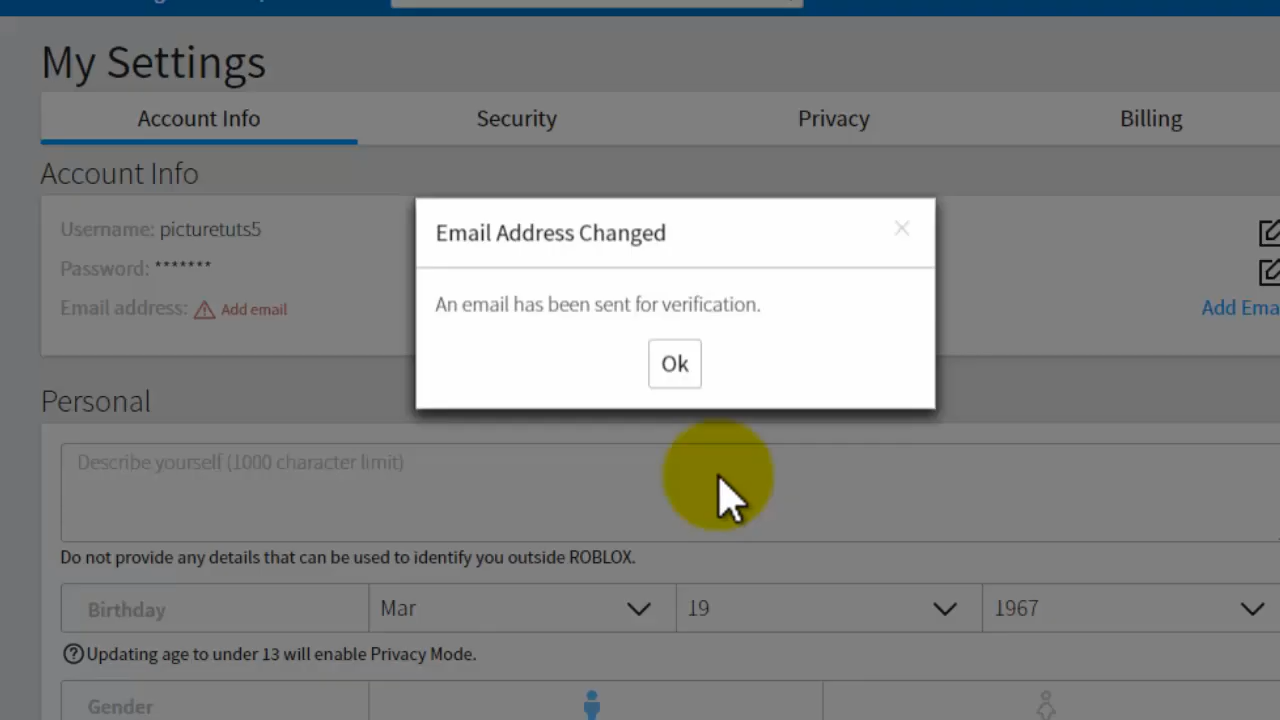 My Settings
Account Info Security Privacy Billing
Account Info
Username: picturetuts5
Password: *******
Email address: Add email
Add Ema
Email Address Changed
An email has been sent for verification.
Ok
Personal
Describe yourself (1000 character limit)
Do not provide any details that can be used to identify you outside ROBLOX.
Birthday Mar 19 1967
Updating age to under 13 will enable Privacy Mode.
Gender